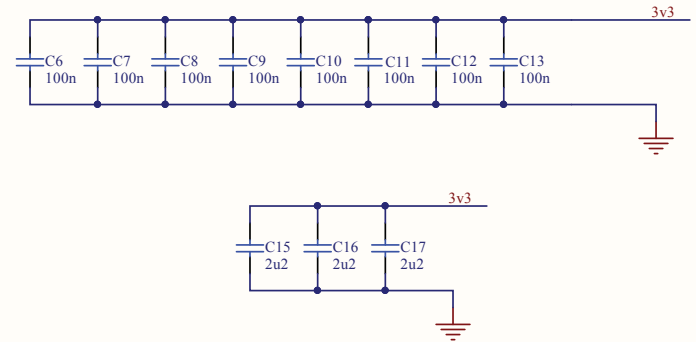 3v3
C6 C7 C8 C9 C10 C11 C12 C13
100n 100n 100n 100n 100n 100n 100n 100n
3v3
C15 C16 C17
2u2 2u2 2u2